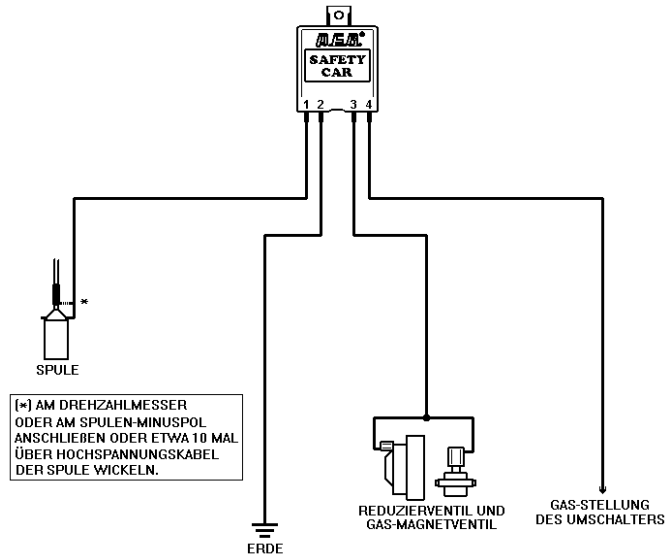 A.E.B.®
SAFETY
CAR
1 2 3 4
*
SPULE
(*) AM DREHZAHLMESSER
ODER AM SPULEN-MINUSPOL
ANSCHLIEßEN ODER ETWA 10 MAL
ÜBER HOCHSPANNUNGSKABEL
DER SPULE WICKELN.
ERDE
REDUZIERVENTIL UND
GAS-MAGNETVENTIL
GAS-STELLUNG
DES UMSCHALTERS